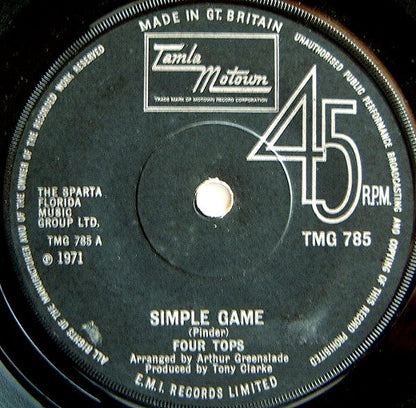 MADE IN GT. BRITAIN
UNAUTHORISED PUBLIC PERFORMANCE BROADCASTING AND COPYING OF THIS RECORD PROHIBITED
ALL RIGHTS OF THE MANUFACTURER AND OF THE OWNER OF THE RECORDED WORK RESERVED
Tamla
Motown
TRADE MARK OF MOTOWN RECORD CORPORATION
45 R.P.M.
THE SPARTA
FLORIDA
MUSIC
GROUP LTD.
TMG 785 A
℗ 1971
TMG 785
SIMPLE GAME
(Pinder)
FOUR TOPS
Arranged by Arthur Greenslade
Produced by Tony Clarke
E.M.I. RECORDS LIMITED